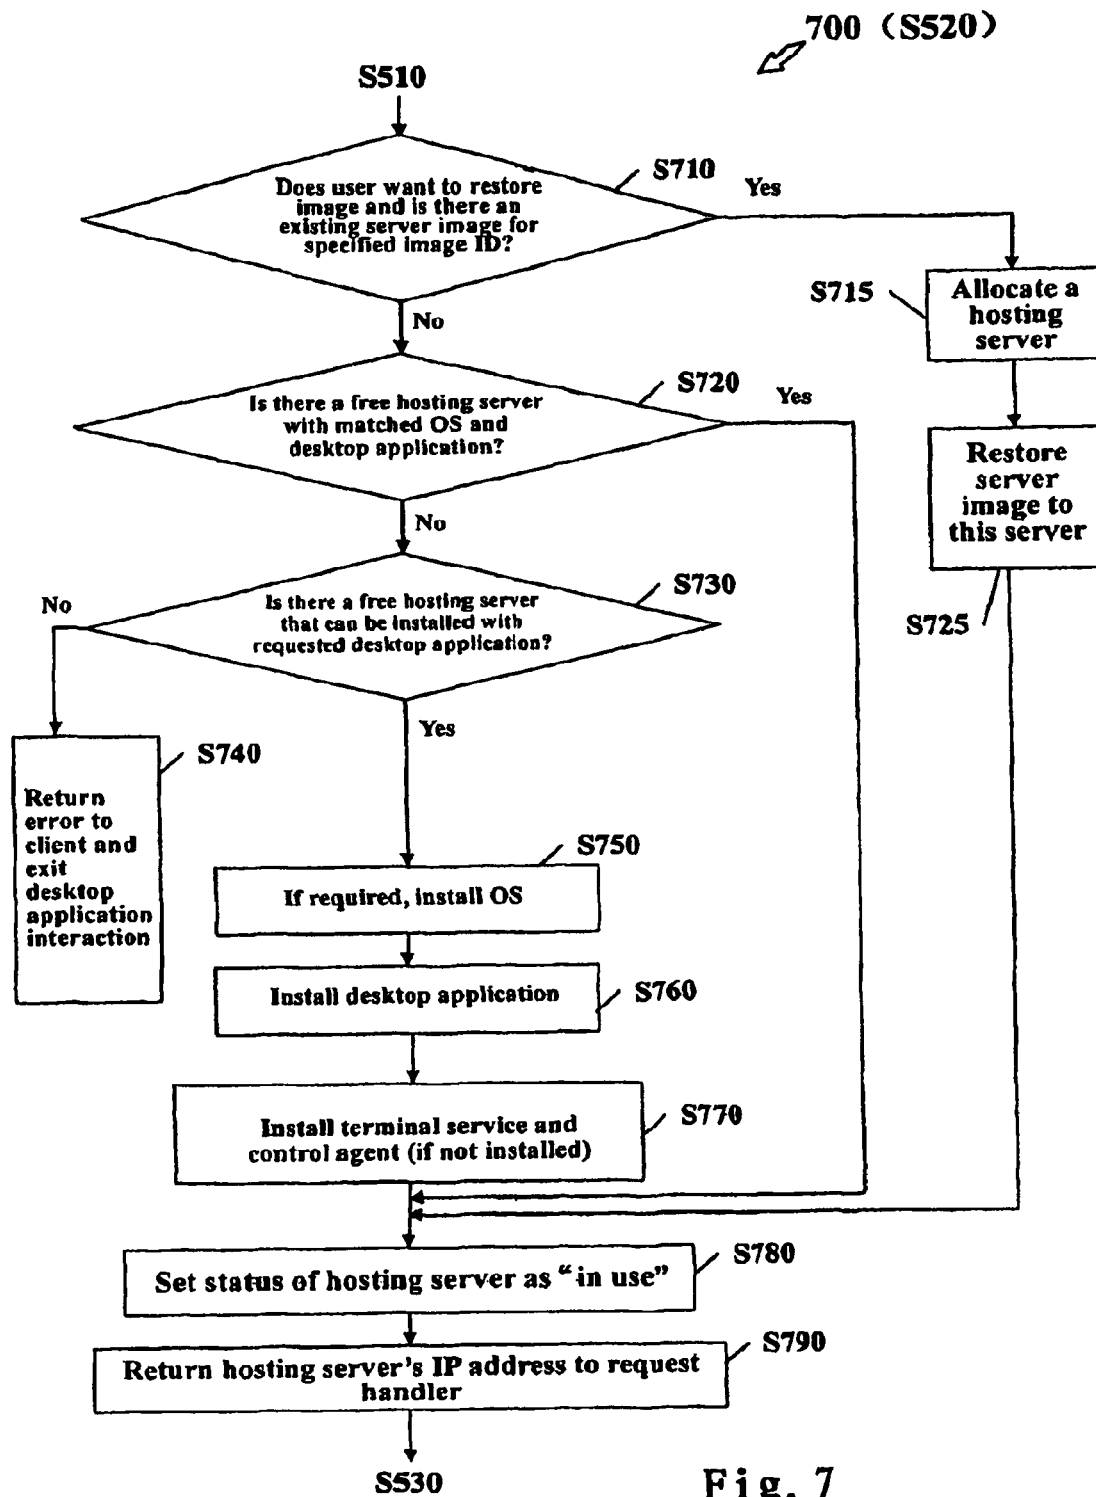 700 (S520)
S510
S710
Yes
Does user want to restore
image and is there an
existing server image for
specified image ID?
S715
Allocate a
hosting
server
No
S720
Yes
Is there a free hosting server
with matched OS and
desktop application?
Restore
server
image to
this server
No
S730
S725
No
Is there a free hosting server
that can be installed with
requested desktop application?
Yes
S740
Return
error to
client and
exit
desktop
application
interaction
S750
If required, install OS
Install desktop application
S760
S770
Install terminal service and
control agent (if not installed)
S780
Set status of hosting server as “in use”
S790
Return hosting server's IP address to request
handler
S530
Fig. 7